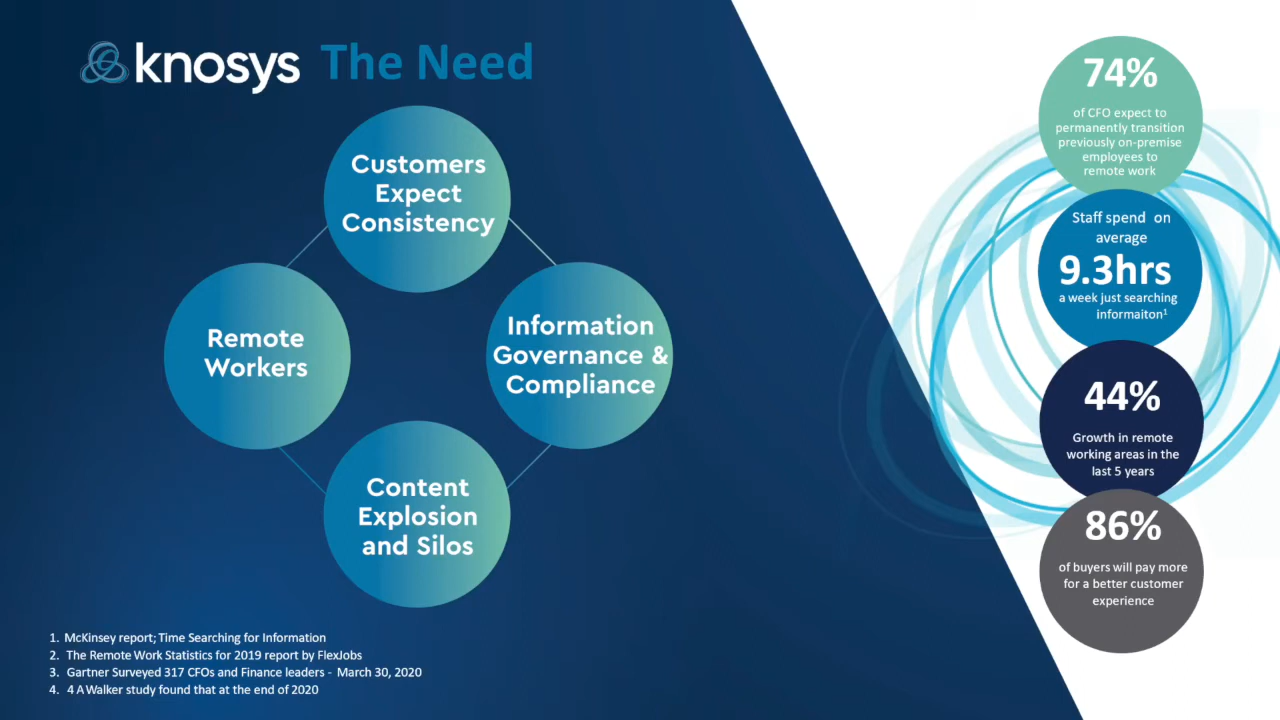 knosys The Need
Customers
Expect
Consistency
Remote
Workers
Information
Governance &
Compliance
Content
Explosion
and Silos
74%
of CFO expect to
permanently transition
previously on-premise
employees to
remote work
Staff spend on
average
9.3hrs
a week just searching
informaiton¹
44%
Growth in remote
working areas in the
last 5 years
86%
of buyers will pay more
for a better customer
experience
1. McKinsey report; Time Searching for Information
2. The Remote Work Statistics for 2019 report by FlexJobs
3. Gartner Surveyed 317 CFOs and Finance leaders - March 30, 2020
4. 4 A Walker study found that at the end of 2020